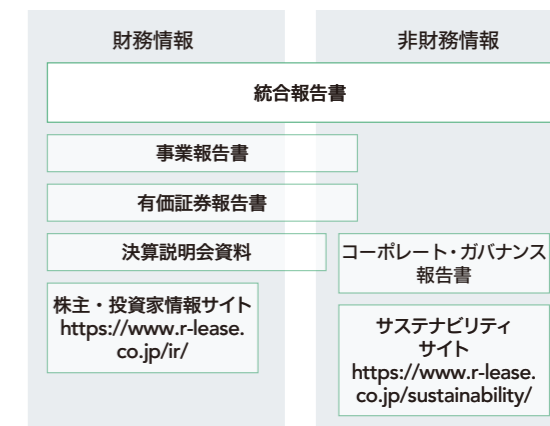 財務情報
非財務情報
統合報告書
事業報告書
有価証券報告書
決算説明会資料
コーポレート・ガバナンス
報告書
株主・投資家情報サイト
https://www.r-lease.
co.jp/ir/
サステナビリティ
サイト
https://www.r-lease.
co.jp/sustainability/